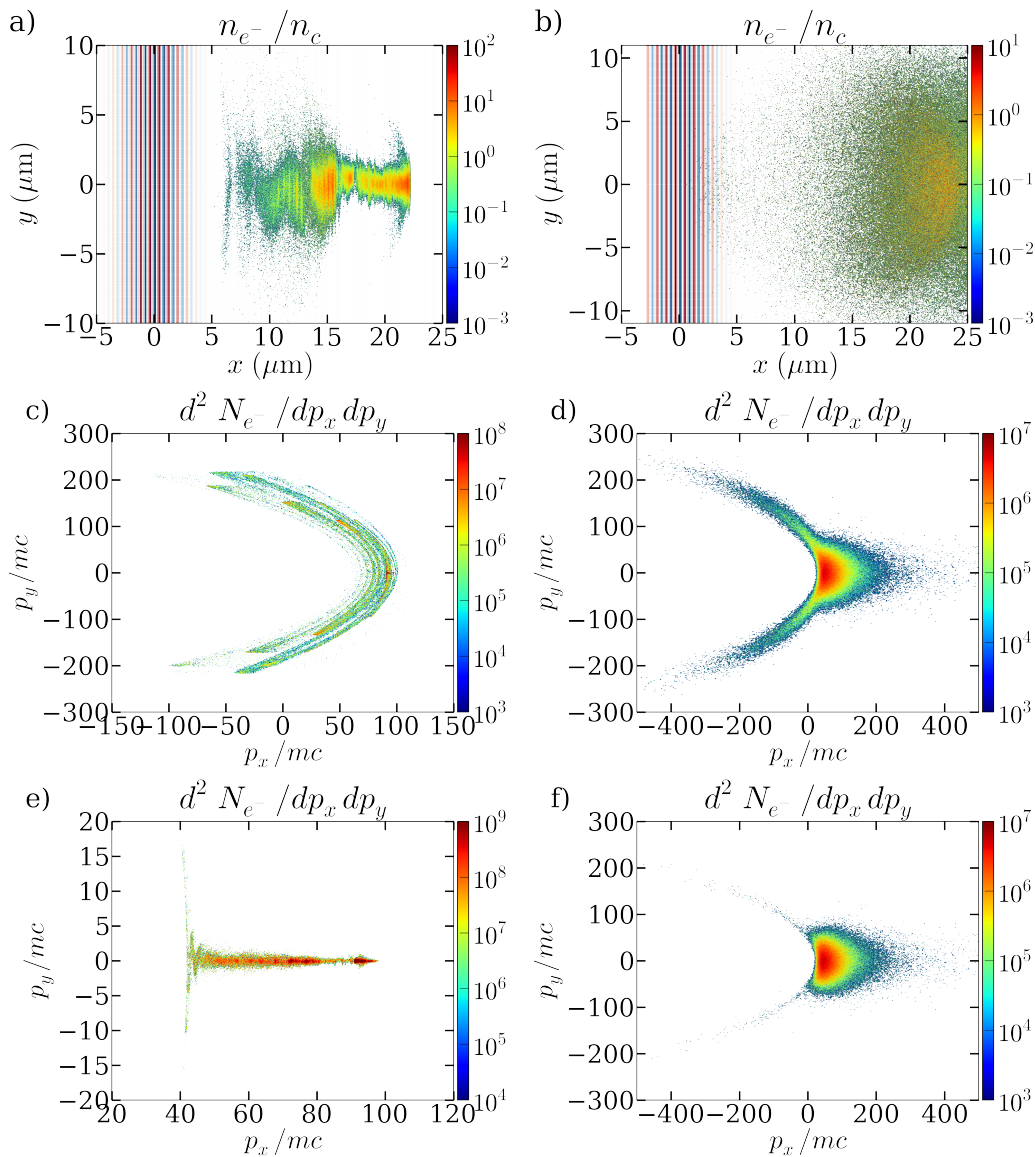 a)
n_{e^-}/n_c
10
5
0
−5
−10
y (μm)
−5 0 5 10 15 20 25
x (μm)
10^2
10^1
10^0
10^{-1}
10^{-2}
10^{-3}
b)
n_{e^-}/n_c
10
5
0
−5
−10
y (μm)
−5 0 5 10 15 20 25
x (μm)
10^1
10^0
10^{-1}
10^{-2}
10^{-3}
c)
d^2 N_{e^-}/dp_x dp_y
300
200
100
0
−100
−200
−300
p_y/mc
−150 −100 −50 0 50 100 150
p_x/mc
10^8
10^7
10^6
10^5
10^4
10^3
d)
d^2 N_{e^-}/dp_x dp_y
300
200
100
0
−100
−200
−300
p_y/mc
−400 −200 0 200 400
p_x/mc
10^7
10^6
10^5
10^4
10^3
e)
d^2 N_{e^-}/dp_x dp_y
20
15
10
5
0
−5
−10
−15
−20
p_y/mc
20 40 60 80 100 120
p_x/mc
10^9
10^8
10^7
10^6
10^5
10^4
f)
d^2 N_{e^-}/dp_x dp_y
300
200
100
0
−100
−200
−300
p_y/mc
−400 −200 0 200 400
p_x/mc
10^7
10^6
10^5
10^4
10^3